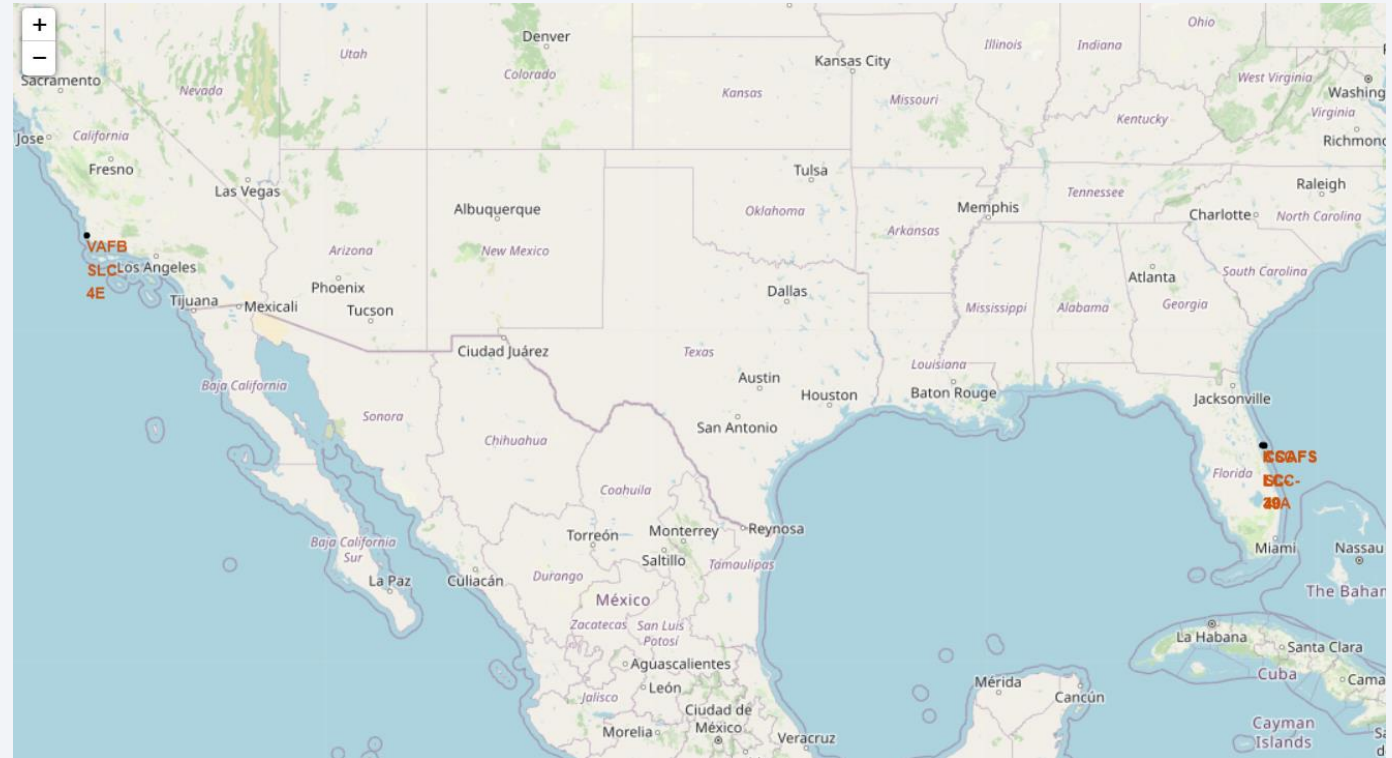 +
−
Denver
Ohio
Utah
Illinois
Indiana
Kansas City
Colorado
Sacramento
West Virginia
Nevada
Kansas
Missouri
Washing
Virginia
Kentucky
Jose
California
Richmond
Fresno
Tulsa
Las Vegas
Tennessee
Raleigh
Albuquerque
Oklahoma
Memphis
Charlotte
North Carolina
Arkansas
VAFB
SLC-
4E
Arizona
New Mexico
Los Angeles
Phoenix
Atlanta
South Carolina
Dallas
Tijuana
Mexicali
Tucson
Mississippi
Alabama
Georgia
Ciudad Juárez
Texas
Louisiana
Baja California
Austin
Houston
Baton Rouge
Jacksonville
Sonora
San Antonio
Chihuahua
Florida
Coahuila
Torreón
Monterrey
Reynosa
Saltillo
Tamaulipas
Miami
Nassau
Baja California
Sur
La Paz
Culiacán
Durango
The Baham
México
Zacatecas
San Luis
Potosí
La Habana
Santa Clara
Aguascalientes
Cuba
Cama
León
Jalisco
Mérida
Cancún
Ciudad de
México
Morelia
Veracruz
Cayman
Islands